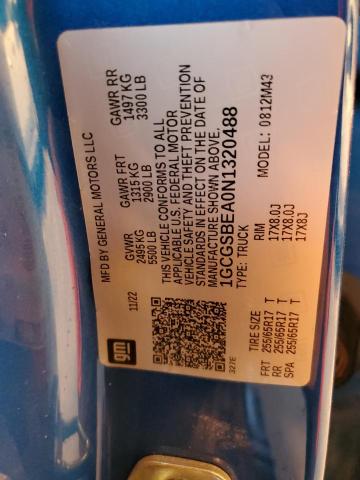 MFD BY GENERAL MOTORS LLC
11/22
GVWR
2495 KG
5500 LB
GAWR FRT
1315 KG
2900 LB
GAWR RR
1497 KG
3300 LB
THIS VEHICLE CONFORMS TO ALL
APPLICABLE U.S. FEDERAL MOTOR
VEHICLE SAFETY AND THEFT PREVENTION
STANDARDS IN EFFECT ON THE DATE OF
MANUFACTURE SHOWN ABOVE.
1GCGSBEA0N1320488
TYPE: TRUCK
MODEL: 0812M43
gm
327E
TIRE SIZE RIM
FRT 255/65R17 T 17X8.0J
RR 255/65R17 T 17X8.0J
SPA 255/65R17 T 17X8J